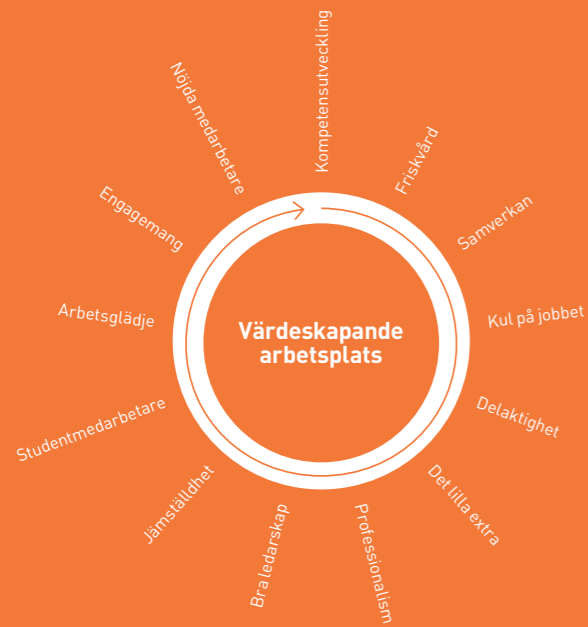 Kompetensutveckling
Friskvård
Samverkan
Kul på jobbet
Delaktighet
Det lilla extra
Professionalism
Bra ledarskap
Jämställdhet
Studentmedarbetare
Arbetsglädje
Engagemang
Nöjda medarbetare
Värdeskapande
arbetsplats